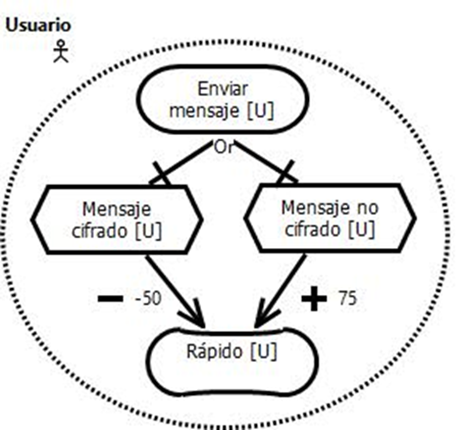 Usuario
Enviar
mensaje [U]
Or
Mensaje
cifrado [U]
Mensaje no
cifrado [U]
-50
75
Rápido [U]